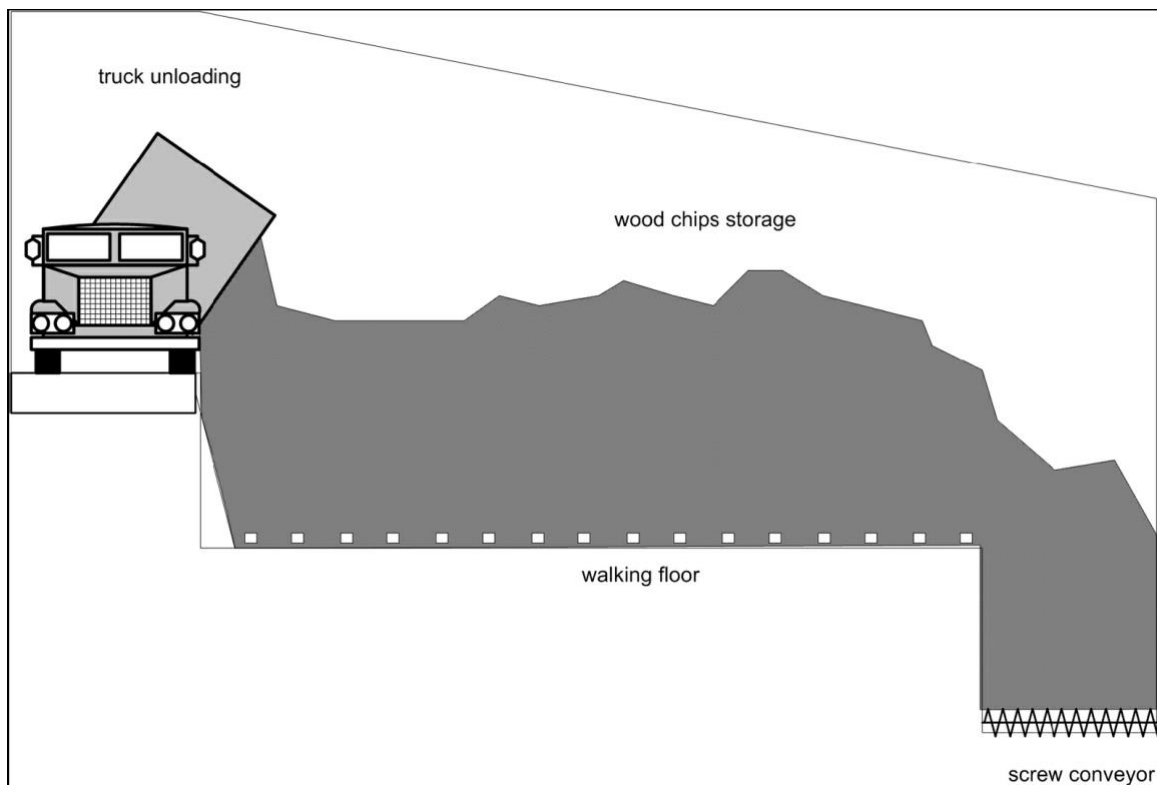 truck unloading
wood chips storage
walking floor
screw conveyor